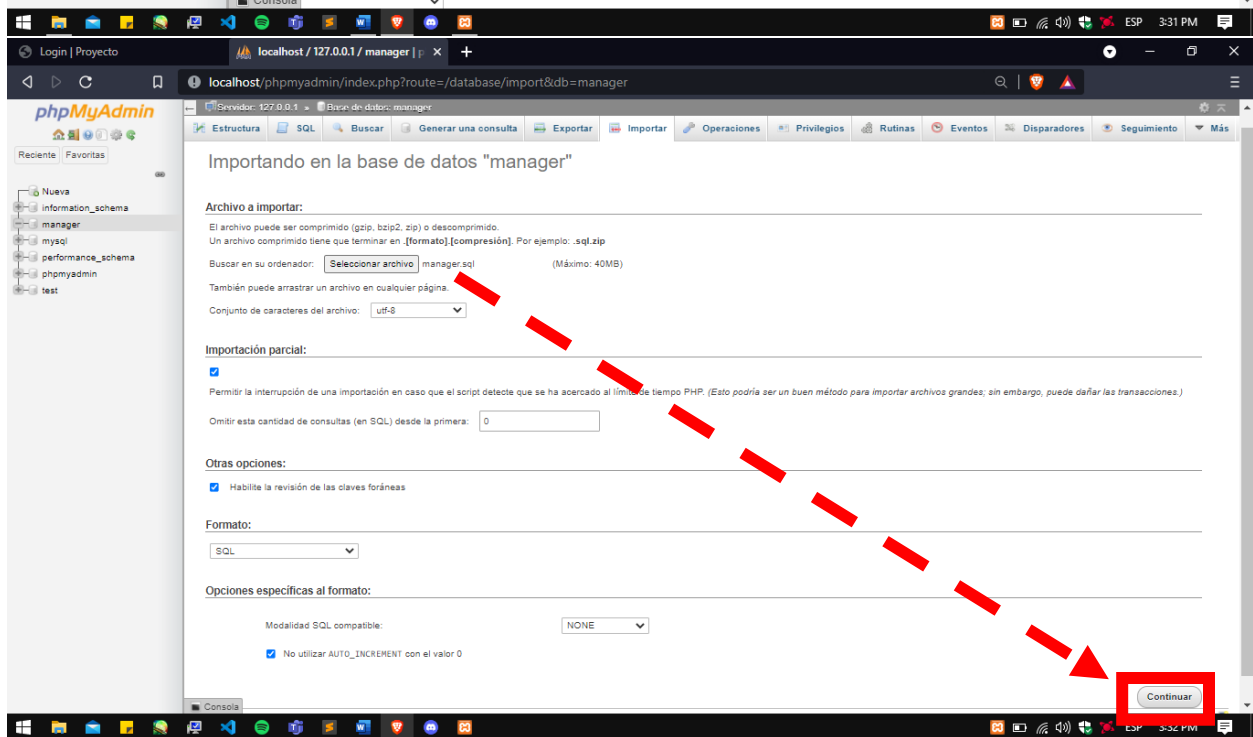 Consola
ESP 3:31 PM
Login | Proyecto
localhost / 127.0.0.1 / manager | p
localhost/phpmyadmin/index.php?route=/database/import&db=manager
phpMyAdmin
Reciente Favoritas
Nueva
information_schema
manager
mysql
performance_schema
phpmyadmin
test
Servidor: 127.0.0.1 » Base de datos: manager
Estructura SQL Buscar Generar una consulta Exportar Importar Operaciones Privilegios Rutinas Eventos Disparadores Seguimiento Más
Importando en la base de datos "manager"
Archivo a importar:
El archivo puede ser comprimido (gzip, bzip2, zip) o descomprimido.
Un archivo comprimido tiene que terminar en .[formato].[compresión]. Por ejemplo: .sql.zip
Buscar en su ordenador: Seleccionar archivo manager.sql (Máximo: 40MB)
También puede arrastrar un archivo en cualquier página.
Conjunto de caracteres del archivo: utf-8
Importación parcial:
Permitir la interrupción de una importación en caso que el script detecte que se ha acercado al límite de tiempo PHP. (Esto podría ser un buen método para importar archivos grandes; sin embargo, puede dañar las transacciones.)
Omitir esta cantidad de consultas (en SQL) desde la primera: 0
Otras opciones:
Habilite la revisión de las claves foráneas
Formato:
SQL
Opciones específicas al formato:
Modalidad SQL compatible: NONE
No utilizar AUTO_INCREMENT con el valor 0
Continuar
Consola
ESP 3:32 PM